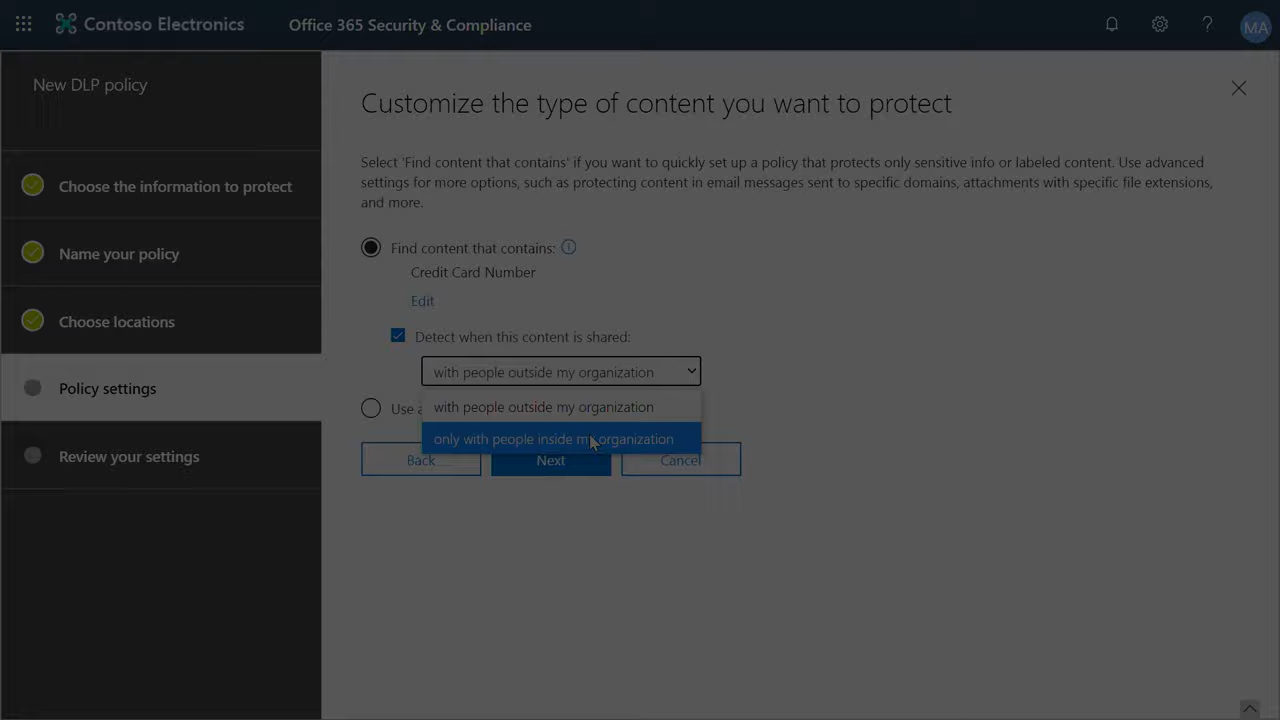 Contoso Electronics
Office 365 Security & Compliance
?
MA
New DLP policy
Choose the information to protect
Name your policy
Choose locations
Policy settings
Review your settings
Customize the type of content you want to protect
Select 'Find content that contains' if you want to quickly set up a policy that protects only sensitive info or labeled content. Use advanced
settings for more options, such as protecting content in email messages sent to specific domains, attachments with specific file extensions,
and more.
Find content that contains:
Credit Card Number
Edit
Detect when this content is shared:
with people outside my organization
Use
with people outside my organization
only with people inside my organization
Back
Next
Cancel